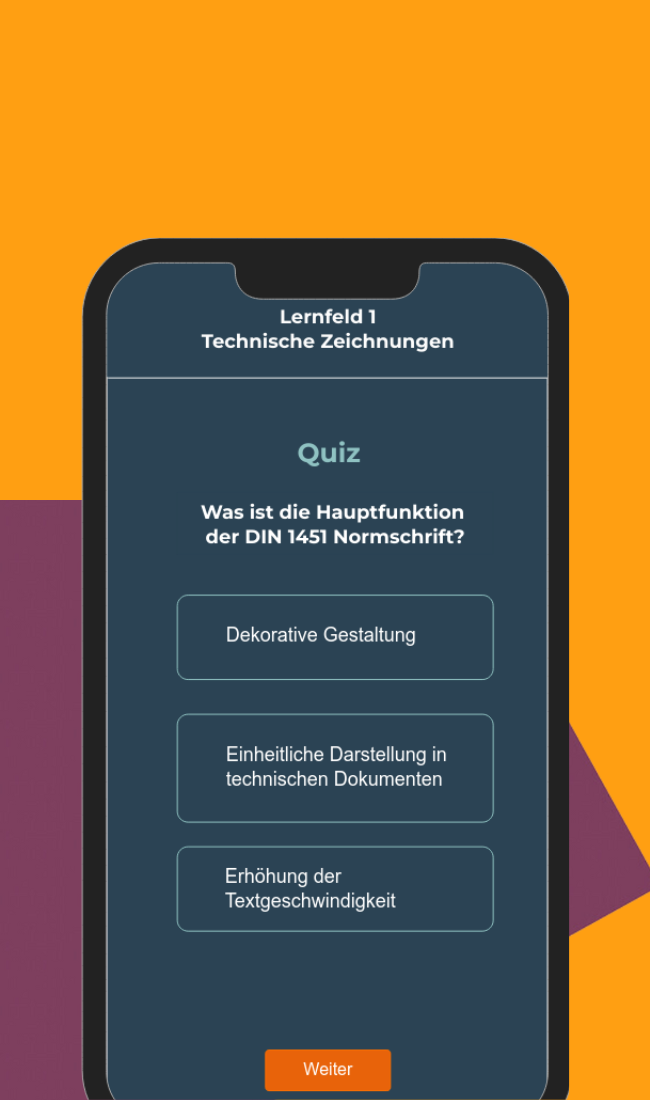 Lernfeld 1
Technische Zeichnungen
Quiz
Was ist die Hauptfunktion
der DIN 1451 Normschrift?
Dekorative Gestaltung
Einheitliche Darstellung in
technischen Dokumenten
Erhöhung der
Textgeschwindigkeit
Weiter